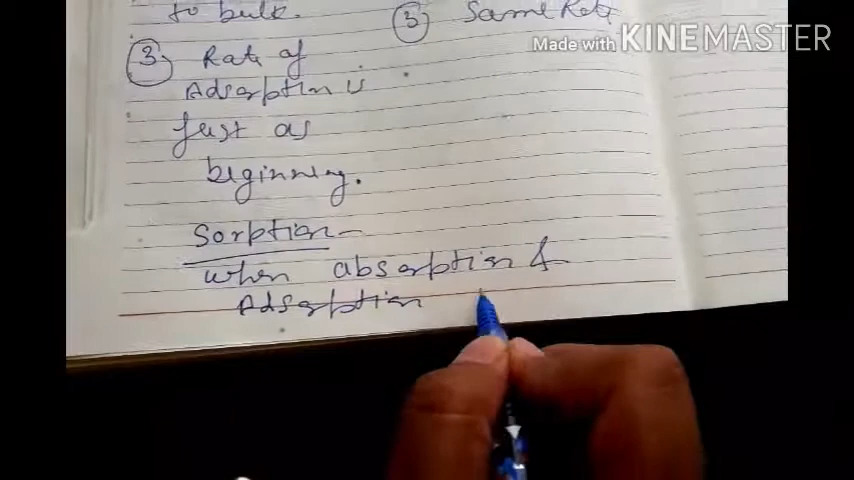 to bulk.
③ Same Rate
Made with KINEMASTER
③ Rate of
Adsorption is
fast as
beginning.
Sorption-
when absorption &
Adsorption